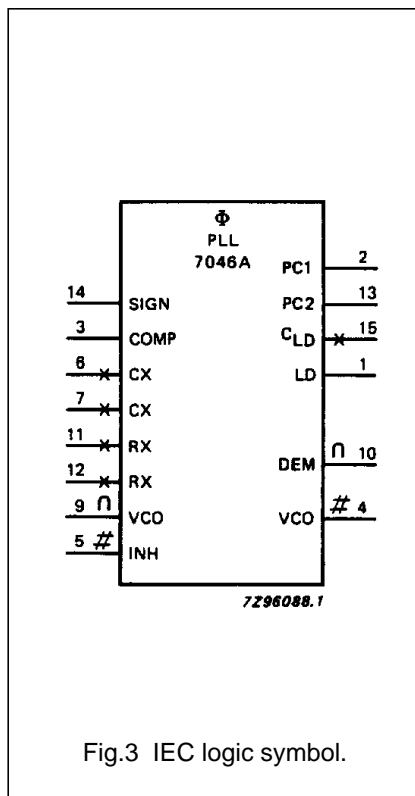 Φ
PLL
7046A
14 SIGN
3 COMP
6 CX
7 CX
11 RX
12 RX
9 ∩ VCO
5 # INH
PC1 2
PC2 13
CLD 15
LD 1
DEM ∩ 10
VCO # 4
7Z96088.1
Fig.3 IEC logic symbol.